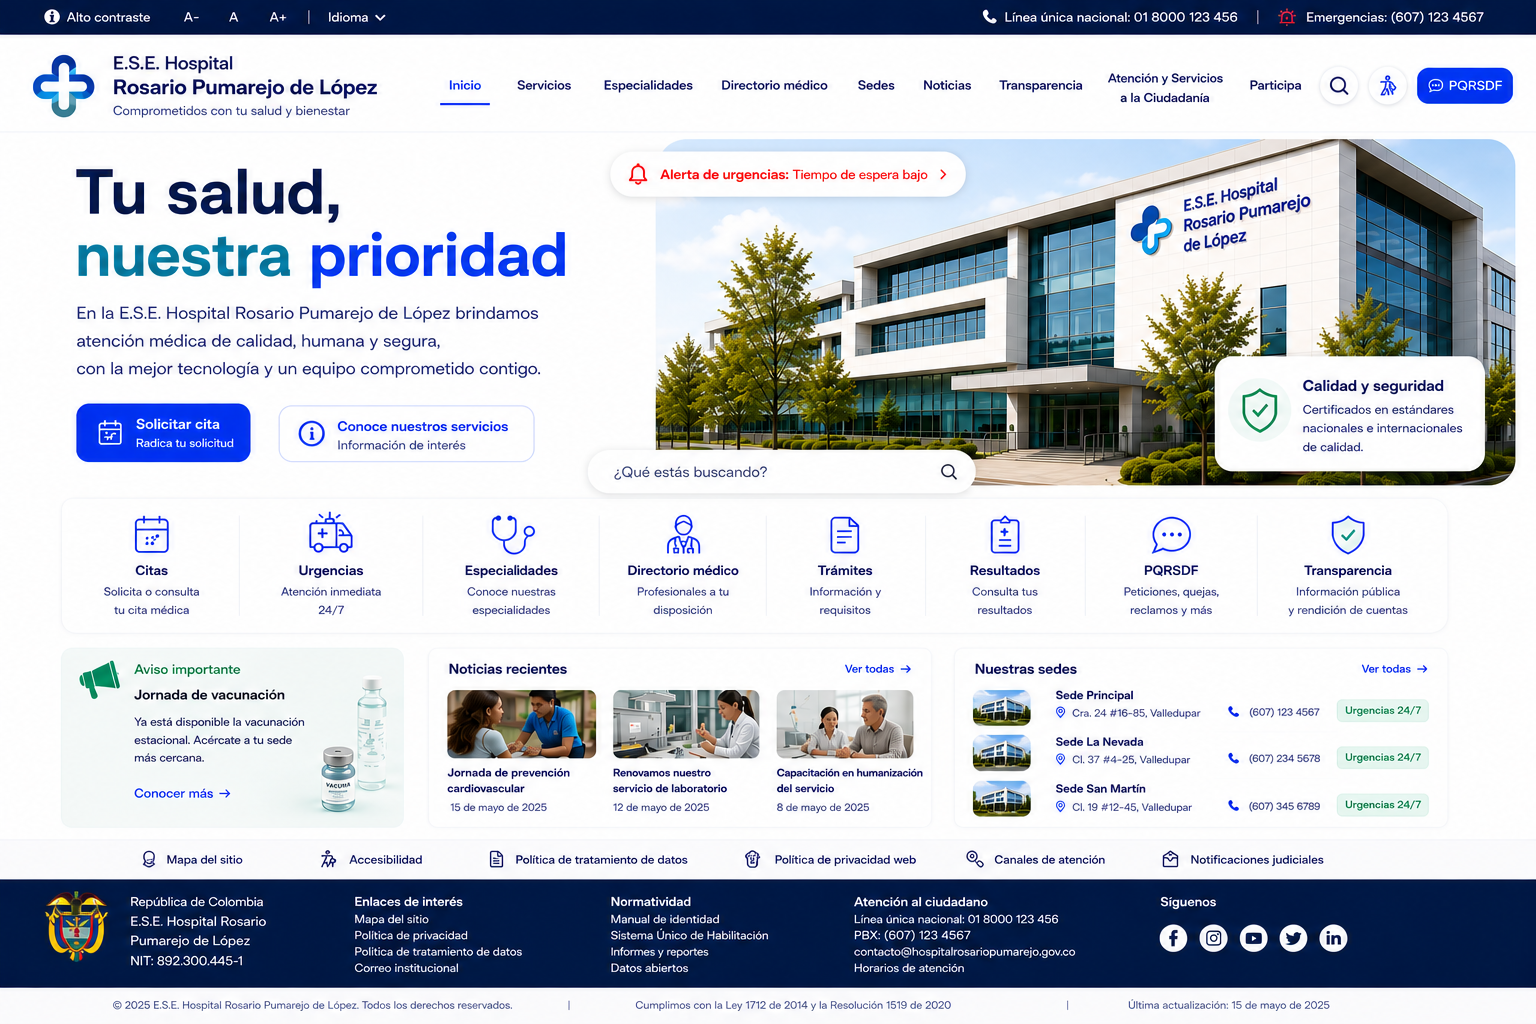 Alto contraste
A-
A
A+
Idioma
Línea única nacional: 01 8000 123 456
Emergencias: (607) 123 4567
E.S.E. Hospital
Rosario Pumarejo de López
Comprometidos con tu salud y bienestar
Inicio
Servicios
Especialidades
Directorio médico
Sedes
Noticias
Transparencia
Atención y Servicios
a la Ciudadanía
Participa
PQRSDF
Tu salud,
nuestra prioridad
En la E.S.E. Hospital Rosario Pumarejo de López brindamos
atención médica de calidad, humana y segura,
con la mejor tecnología y un equipo comprometido contigo.
Solicitar cita
Radica tu solicitud
Conoce nuestros servicios
Información de interés
Alerta de urgencias: Tiempo de espera bajo
E.S.E. Hospital
Rosario Pumarejo
de López
Calidad y seguridad
Certificados en estándares
nacionales e internacionales
de calidad.
¿Qué estás buscando?
Citas
Solicita o consulta
tu cita médica
Urgencias
Atención inmediata
24/7
Especialidades
Conoce nuestras
especialidades
Directorio médico
Profesionales a tu
disposición
Trámites
Información y
requisitos
Resultados
Consulta tus
resultados
PQRSDF
Peticiones, quejas,
reclamos y más
Transparencia
Información pública
y rendición de cuentas
Aviso importante
Jornada de vacunación
Ya está disponible la vacunación
estacional. Acércate a tu sede
más cercana.
Conocer más
VACUNA
Noticias recientes
Ver todas
Jornada de prevención
cardiovascular
15 de mayo de 2025
Renovamos nuestro
servicio de laboratorio
12 de mayo de 2025
Capacitación en humanización
del servicio
8 de mayo de 2025
Nuestras sedes
Ver todas
Sede Principal
Cra. 24 #16-85, Valledupar
(607) 123 4567
Urgencias 24/7
Sede La Nevada
Cl. 37 #4-25, Valledupar
(607) 234 5678
Urgencias 24/7
Sede San Martín
Cl. 19 #12-45, Valledupar
(607) 345 6789
Urgencias 24/7
Mapa del sitio
Accesibilidad
Política de tratamiento de datos
Política de privacidad web
Canales de atención
Notificaciones judiciales
República de Colombia
E.S.E. Hospital Rosario
Pumarejo de López
NIT: 892.300.445-1
Enlaces de interés
Mapa del sitio
Política de privacidad
Política de tratamiento de datos
Correo institucional
Normatividad
Manual de identidad
Sistema Único de Habilitación
Informes y reportes
Datos abiertos
Atención al ciudadano
Línea única nacional: 01 8000 123 456
PBX: (607) 123 4567
contacto@hospitalrosariopumarejo.gov.co
Horarios de atención
Síguenos
© 2025 E.S.E. Hospital Rosario Pumarejo de López. Todos los derechos reservados.
Cumplimos con la Ley 1712 de 2014 y la Resolución 1519 de 2020
Última actualización: 15 de mayo de 2025